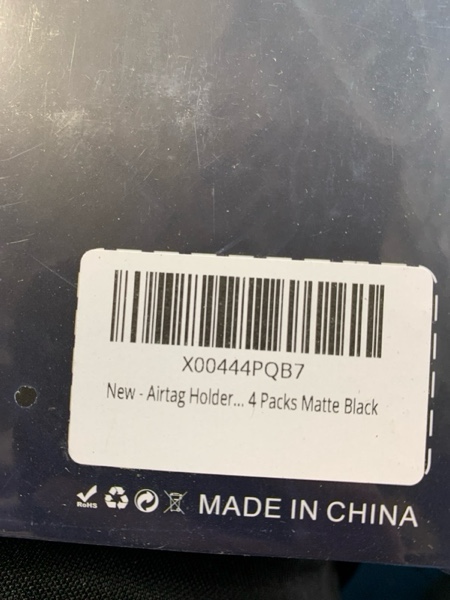 X00444PQB7
New - Airtag Holder... 4 Packs Matte Black
RoHS
MADE IN CHINA